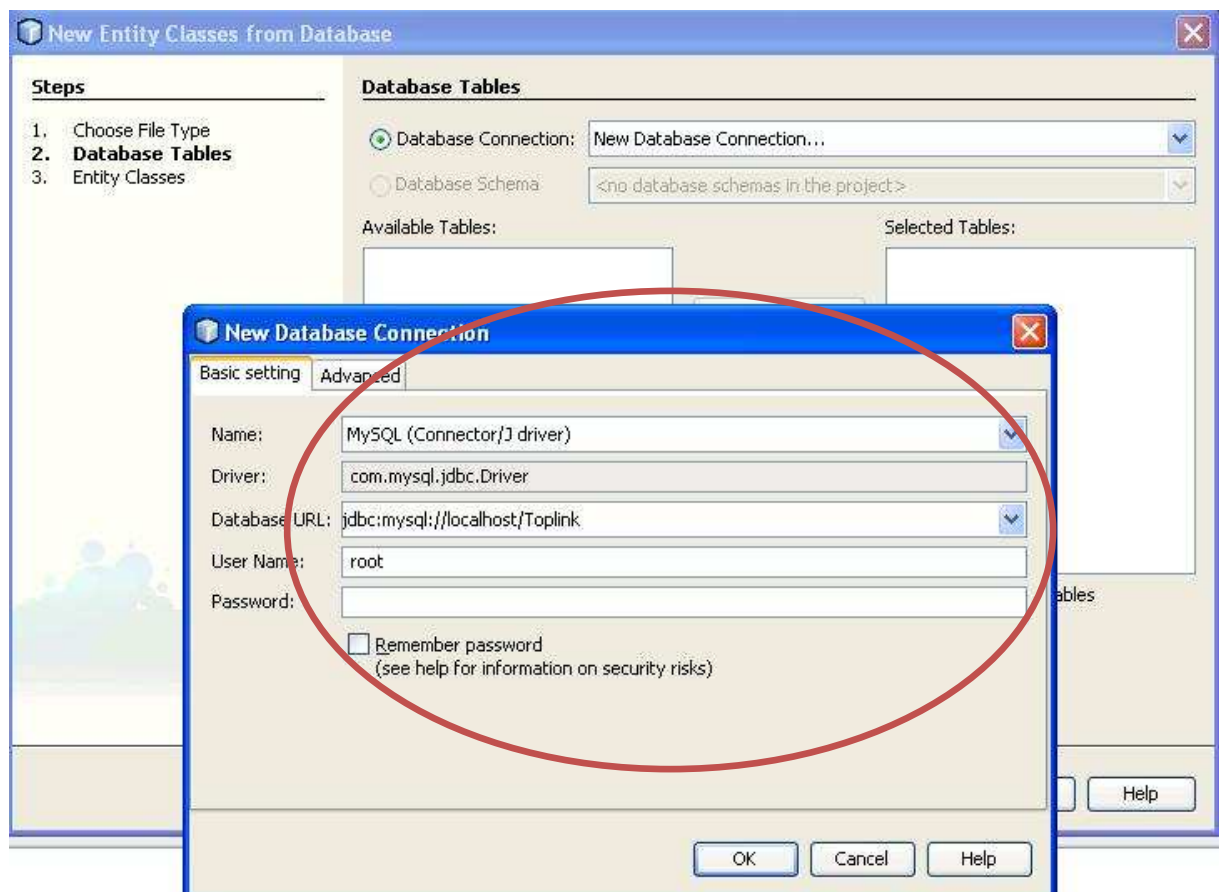 New Entity Classes from Database
Steps
1. Choose File Type
2. Database Tables
3. Entity Classes
Database Tables
Database Connection: New Database Connection...
Database Schema <no database schemas in the project>
Available Tables: Selected Tables:
New Database Connection
Basic setting Advanced
Name: MySQL (Connector/J driver)
Driver: com.mysql.jdbc.Driver
Database URL: jdbc:mysql://localhost/Toplink
User Name: root
Password:
ables
Remember password
(see help for information on security risks)
Help
OK Cancel Help